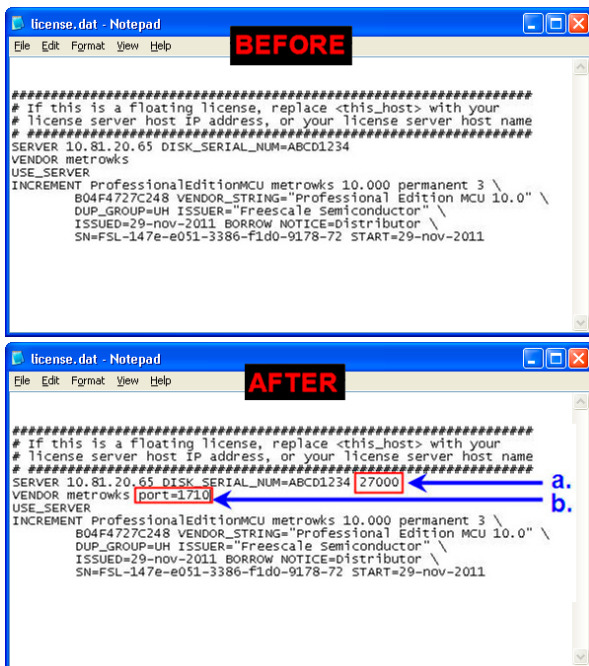 license.dat - Notepad
File Edit Format View Help
BEFORE
################################################################
# If this is a floating license, replace <this_host> with your
# license server host IP address, or your license server host name
# ##############################################################
SERVER 10.81.20.65 DISK_SERIAL_NUM=ABCD1234
VENDOR metrowks
USE_SERVER
INCREMENT ProfessionalEditionMCU metrowks 10.000 permanent 3 \
B04F4727C248 VENDOR_STRING="Professional Edition MCU 10.0" \
DUP_GROUP=UH ISSUER="Freescale Semiconductor" \
ISSUED=29-nov-2011 BORROW NOTICE=Distributor \
SN=FSL-147e-e051-3386-f1d0-9178-72 START=29-nov-2011
license.dat - Notepad
File Edit Format View Help
AFTER
################################################################
# If this is a floating license, replace <this_host> with your
# license server host IP address, or your license server host name
# ##############################################################
SERVER 10.81.20.65 DISK_SERIAL_NUM=ABCD1234 27000 a.
VENDOR metrowks port=1710 b.
USE_SERVER
INCREMENT ProfessionalEditionMCU metrowks 10.000 permanent 3 \
B04F4727C248 VENDOR_STRING="Professional Edition MCU 10.0" \
DUP_GROUP=UH ISSUER="Freescale Semiconductor" \
ISSUED=29-nov-2011 BORROW NOTICE=Distributor \
SN=FSL-147e-e051-3386-f1d0-9178-72 START=29-nov-2011